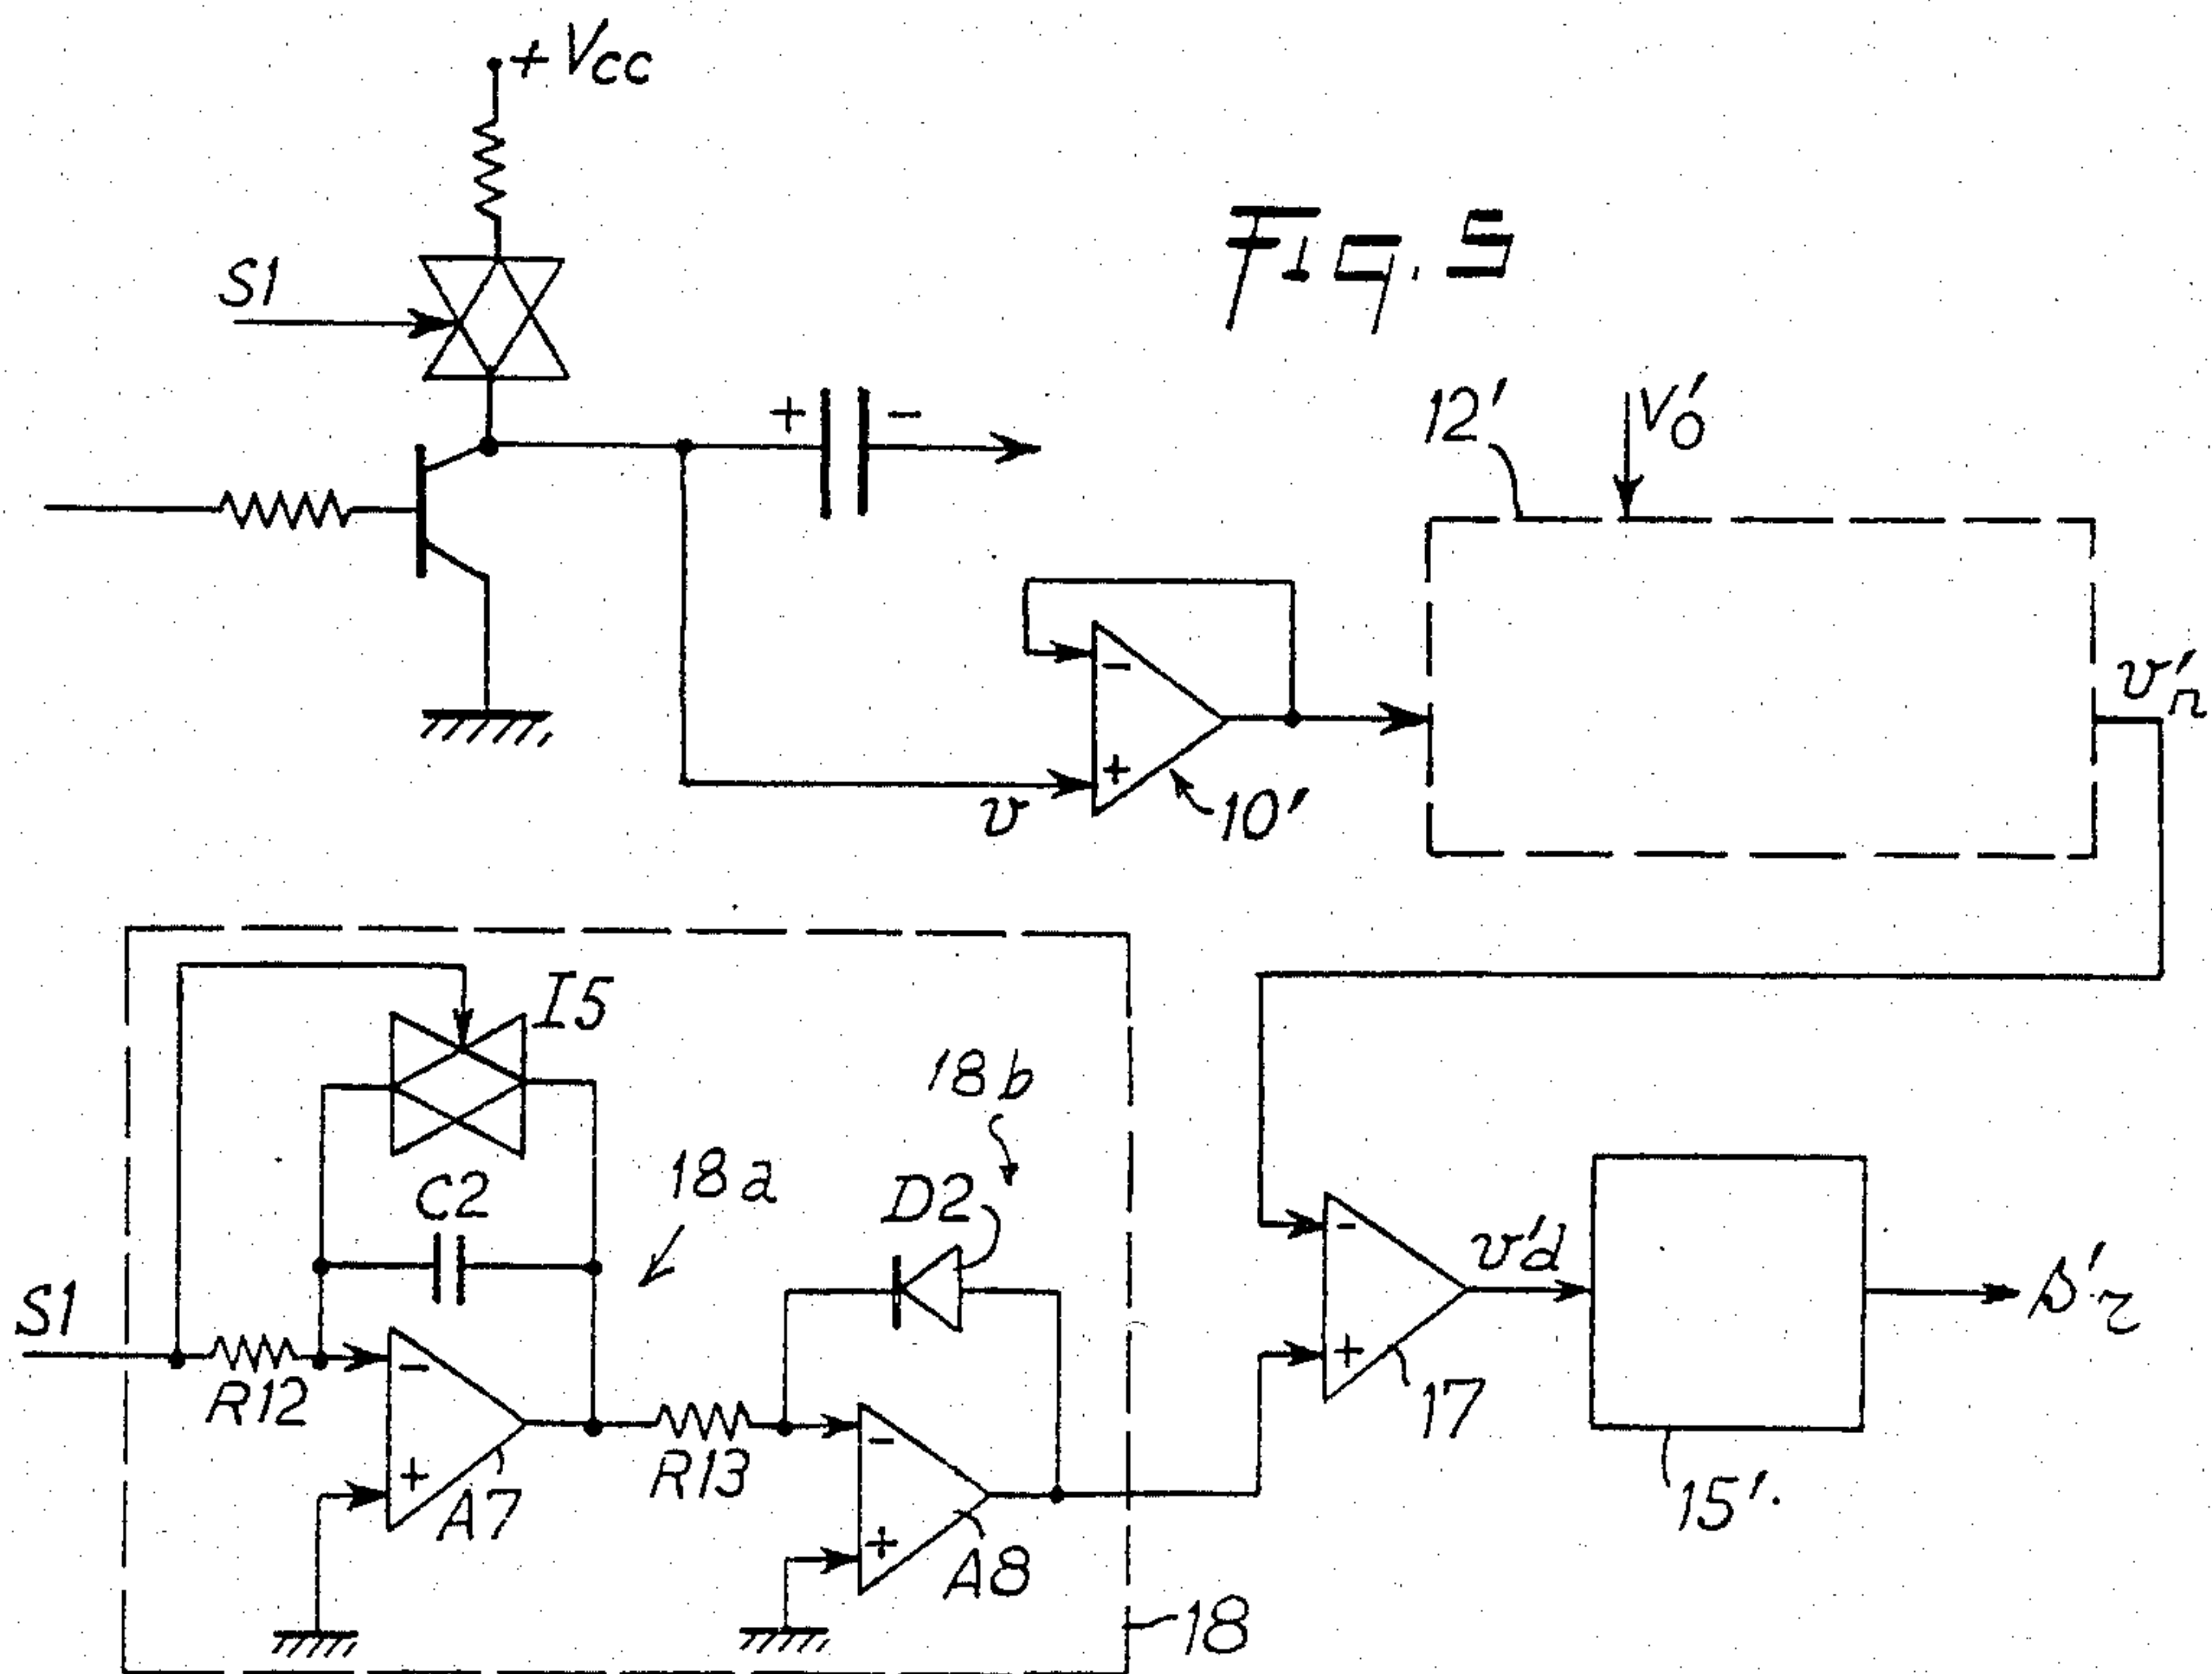 +Vcc
S1
Fig. 5
+ -
12'
V'o
v'n
-
+
v
10'
I5
18b
18a
C2
D2
S1
R12
-
+
A7
R13
-
+
A8
-
+
17
v'd
s'r
15'
18